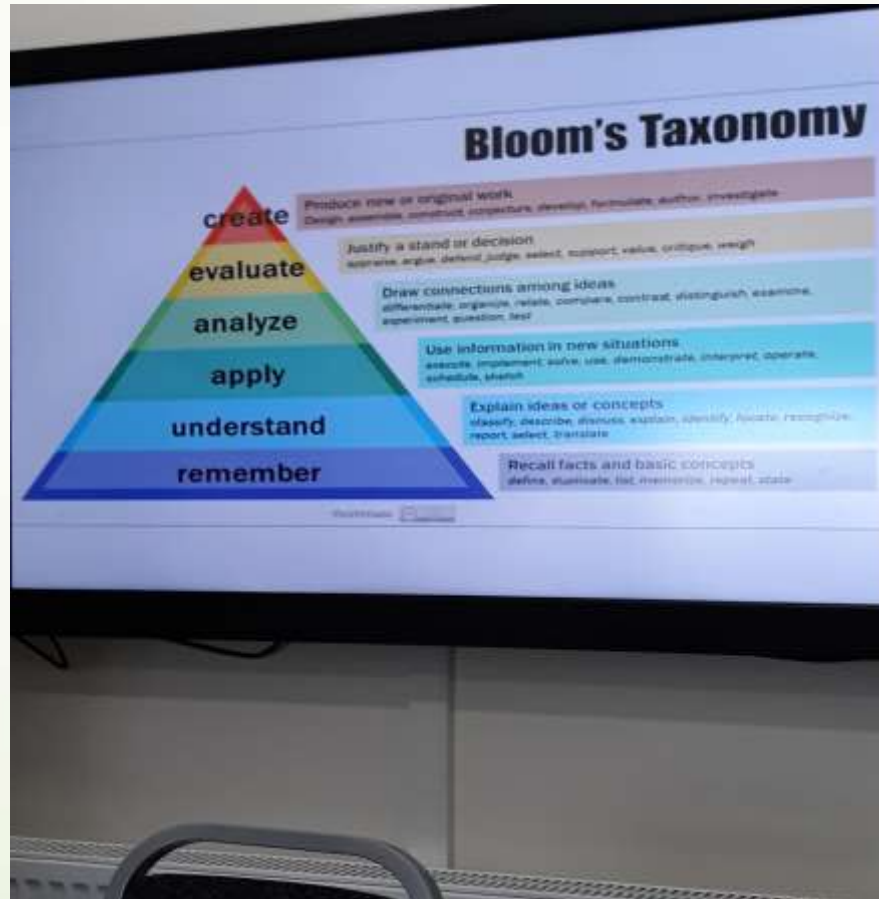 Bloom's Taxonomy
create
Produce new or original work
Design, assemble, construct, conjecture, develop, formulate, author, investigate
evaluate
Justify a stand or decision
appraise, argue, defend, judge, select, support, value, critique, weigh
analyze
Draw connections among ideas
differentiate, organize, relate, compare, contrast, distinguish, examine,
experiment, question, test
apply
Use information in new situations
execute, implement, solve, use, demonstrate, interpret, operate,
schedule, sketch
understand
Explain ideas or concepts
classify, describe, discuss, explain, identify, locate, recognize,
report, select, translate
remember
Recall facts and basic concepts
define, duplicate, list, memorize, repeat, state